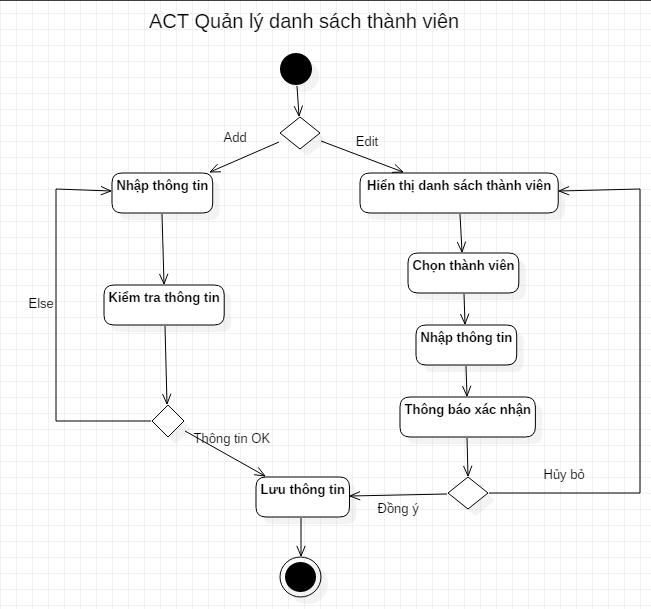 ACT Quản lý danh sách thành viên
Add
Edit
Nhập thông tin
Hiển thị danh sách thành viên
Chọn thành viên
Else
Kiểm tra thông tin
Nhập thông tin
Thông báo xác nhận
Thông tin OK
Hủy bỏ
Lưu thông tin
Đồng ý